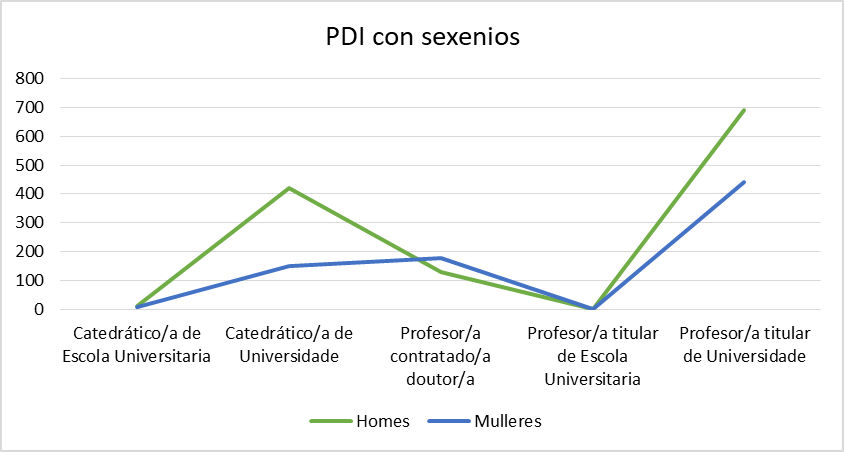 PDI con sexenios
800
700
600
500
400
300
200
100
0
Catedrático/a de
Escola Universitaria
Catedrático/a de
Universidade
Profesor/a
contratado/a
doutor/a
Profesor/a titular
de Escola
Universitaria
Profesor/a titular
de Universidade
Homes
Mulleres